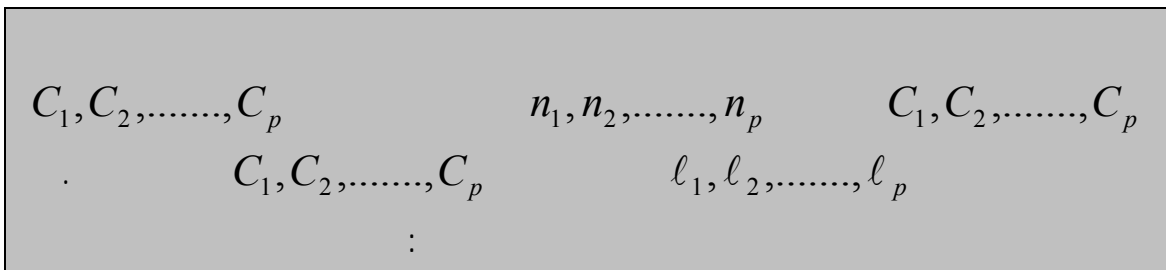 C₁,C₂,.......,Cₚ n₁,n₂,.......,nₚ C₁,C₂,.......,Cₚ
. C₁,C₂,.......,Cₚ ℓ₁,ℓ₂,.......,ℓₚ
: